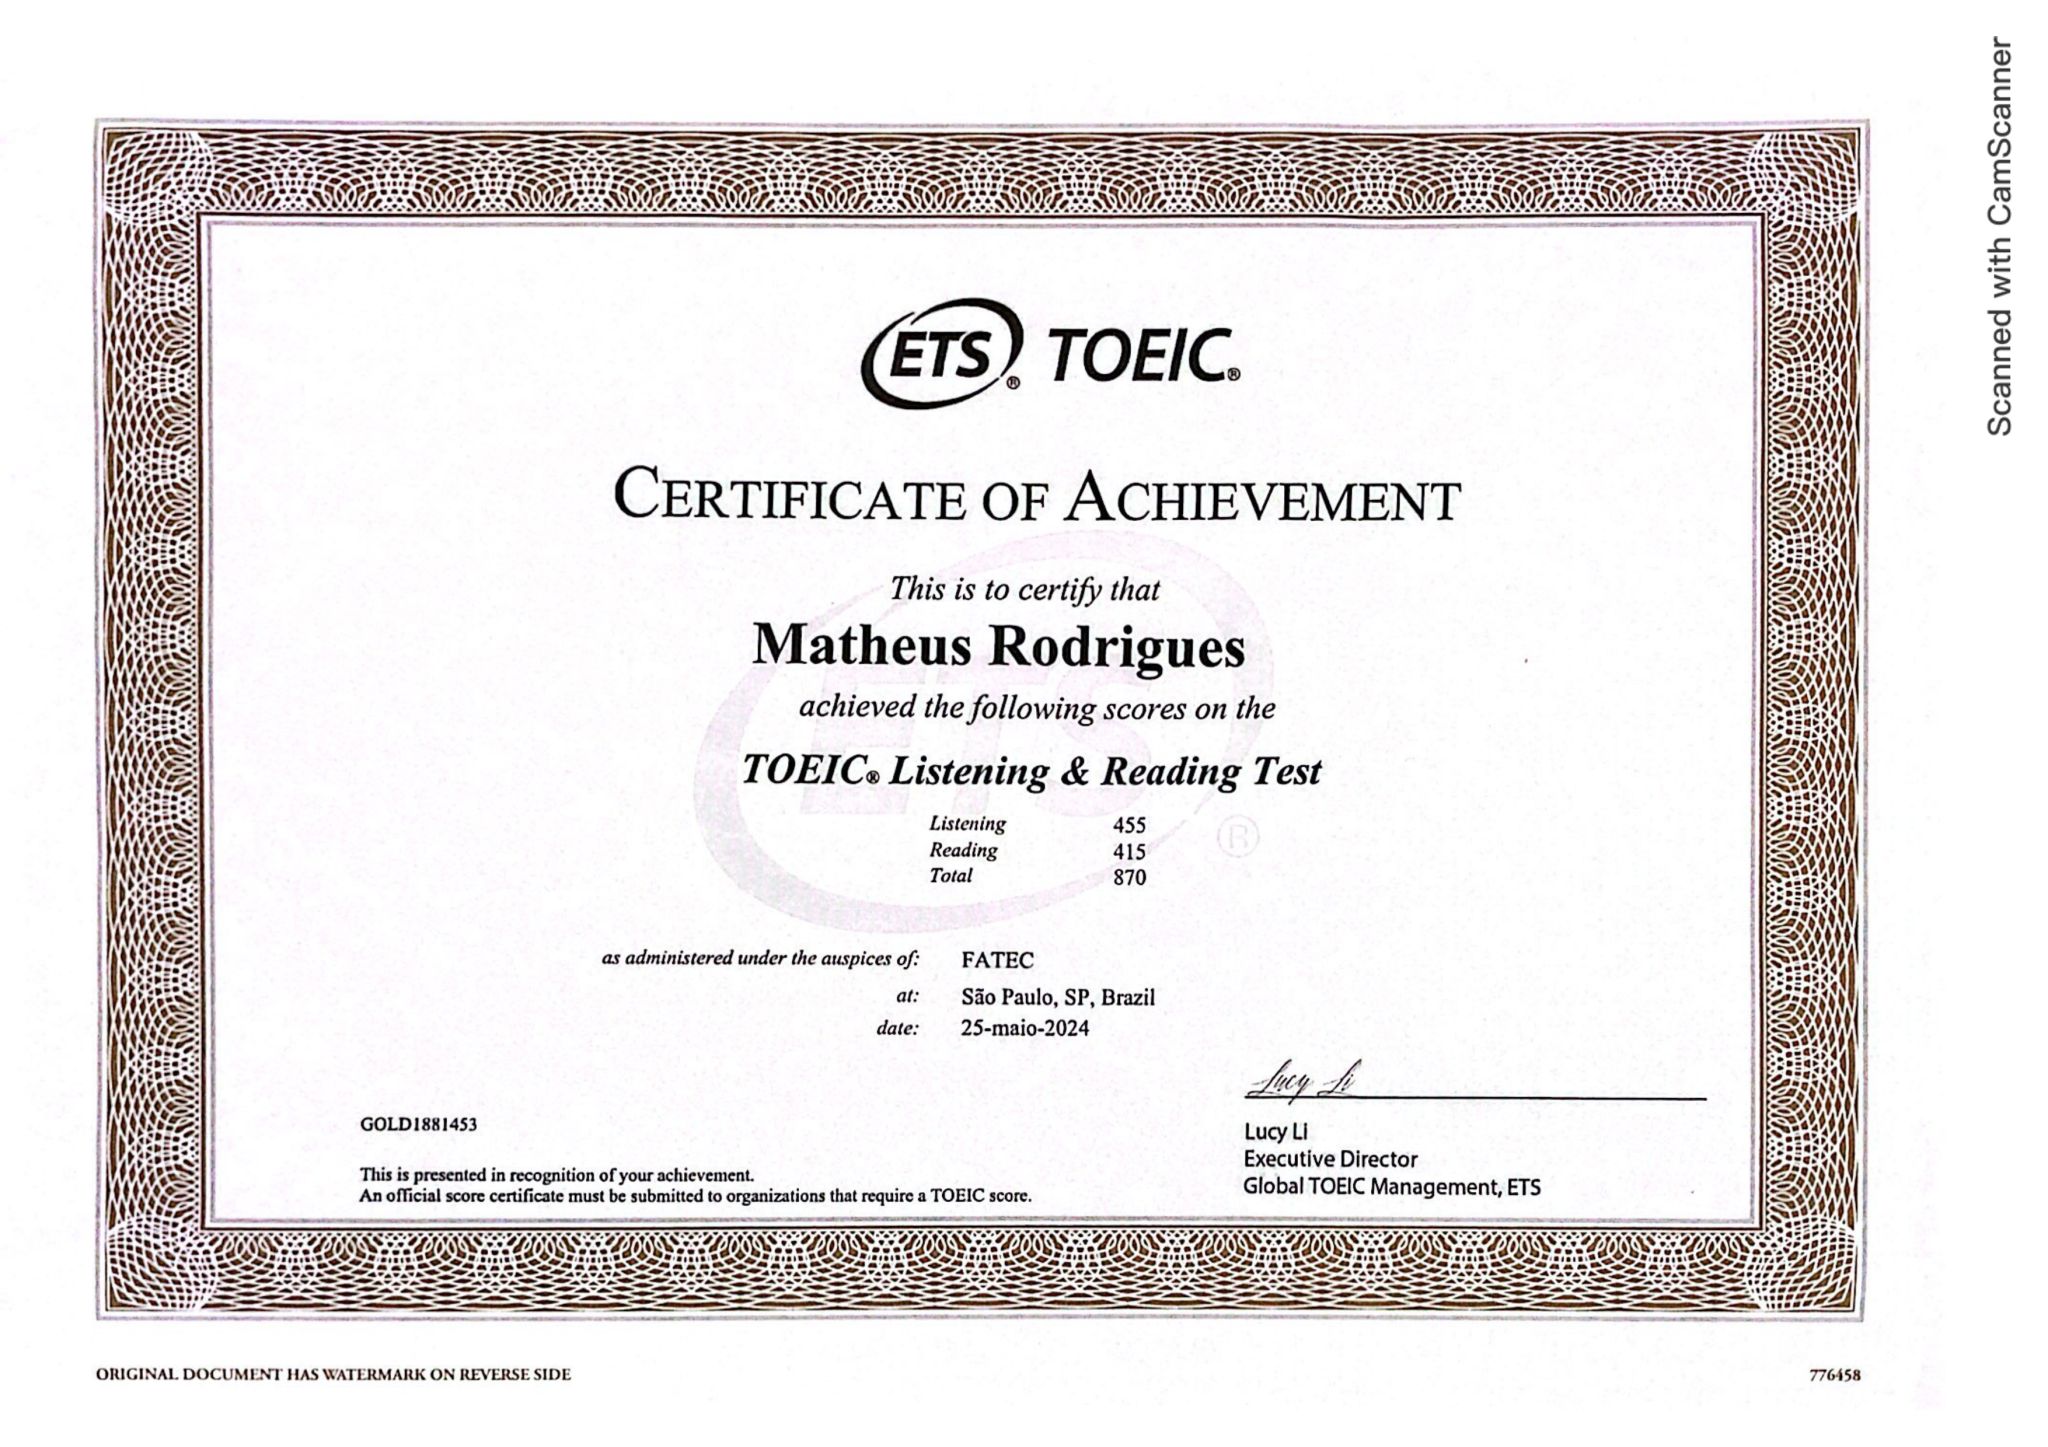 ETS® TOEIC®
CERTIFICATE OF ACHIEVEMENT
This is to certify that
Matheus Rodrigues
achieved the following scores on the
TOEIC® Listening & Reading Test
Listening 455
Reading 415
Total 870
as administered under the auspices of: FATEC
at: São Paulo, SP, Brazil
date: 25-maio-2024
Lucy Li
Lucy Li
Executive Director
Global TOEIC Management, ETS
GOLD1881453
This is presented in recognition of your achievement.
An official score certificate must be submitted to organizations that require a TOEIC score.
ETS®
ORIGINAL DOCUMENT HAS WATERMARK ON REVERSE SIDE
776458
Scanned with CamScanner